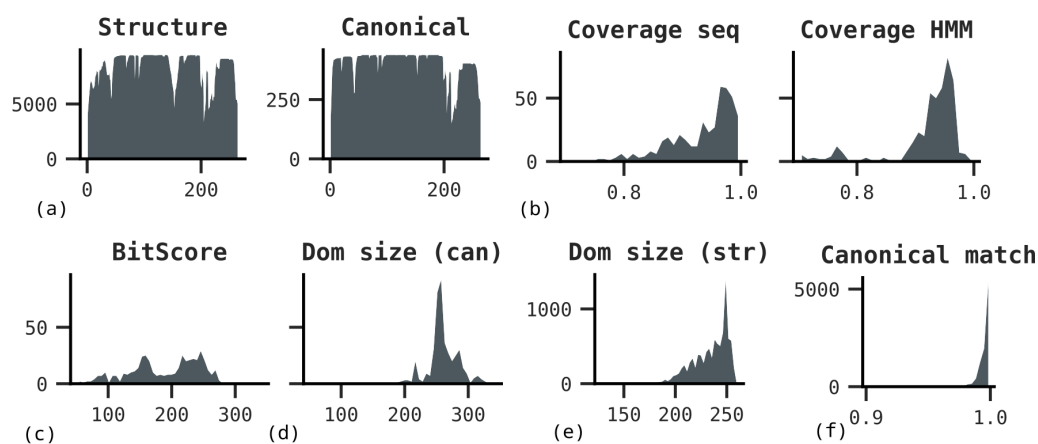 Structure
5000
0
0
200
(a)
Canonical
250
0
0
200
Coverage seq
50
0
0.8
1.0
(b)
Coverage HMM
0.8
1.0
BitScore
50
0
100
200
300
(c)
Dom size (can)
100
200
300
(d)
Dom size (str)
1000
0
150
200
250
(e)
Canonical match
5000
0
0.9
1.0
(f)